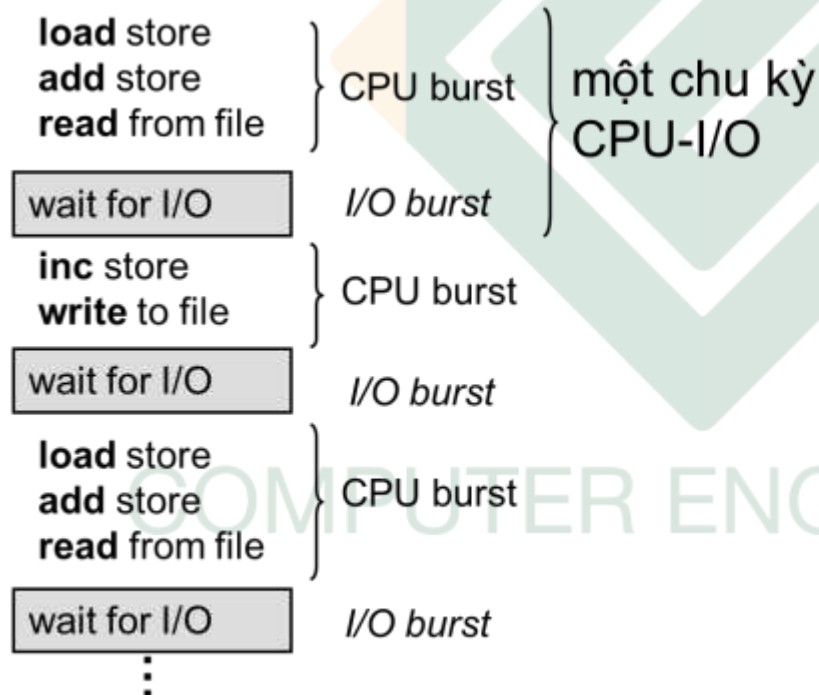 load store
add store
read from file
CPU burst
một chu kỳ
CPU-I/O
wait for I/O
I/O burst
inc store
write to file
CPU burst
wait for I/O
I/O burst
load store
add store
read from file
CPU burst
COMPUTER ENG
wait for I/O
I/O burst